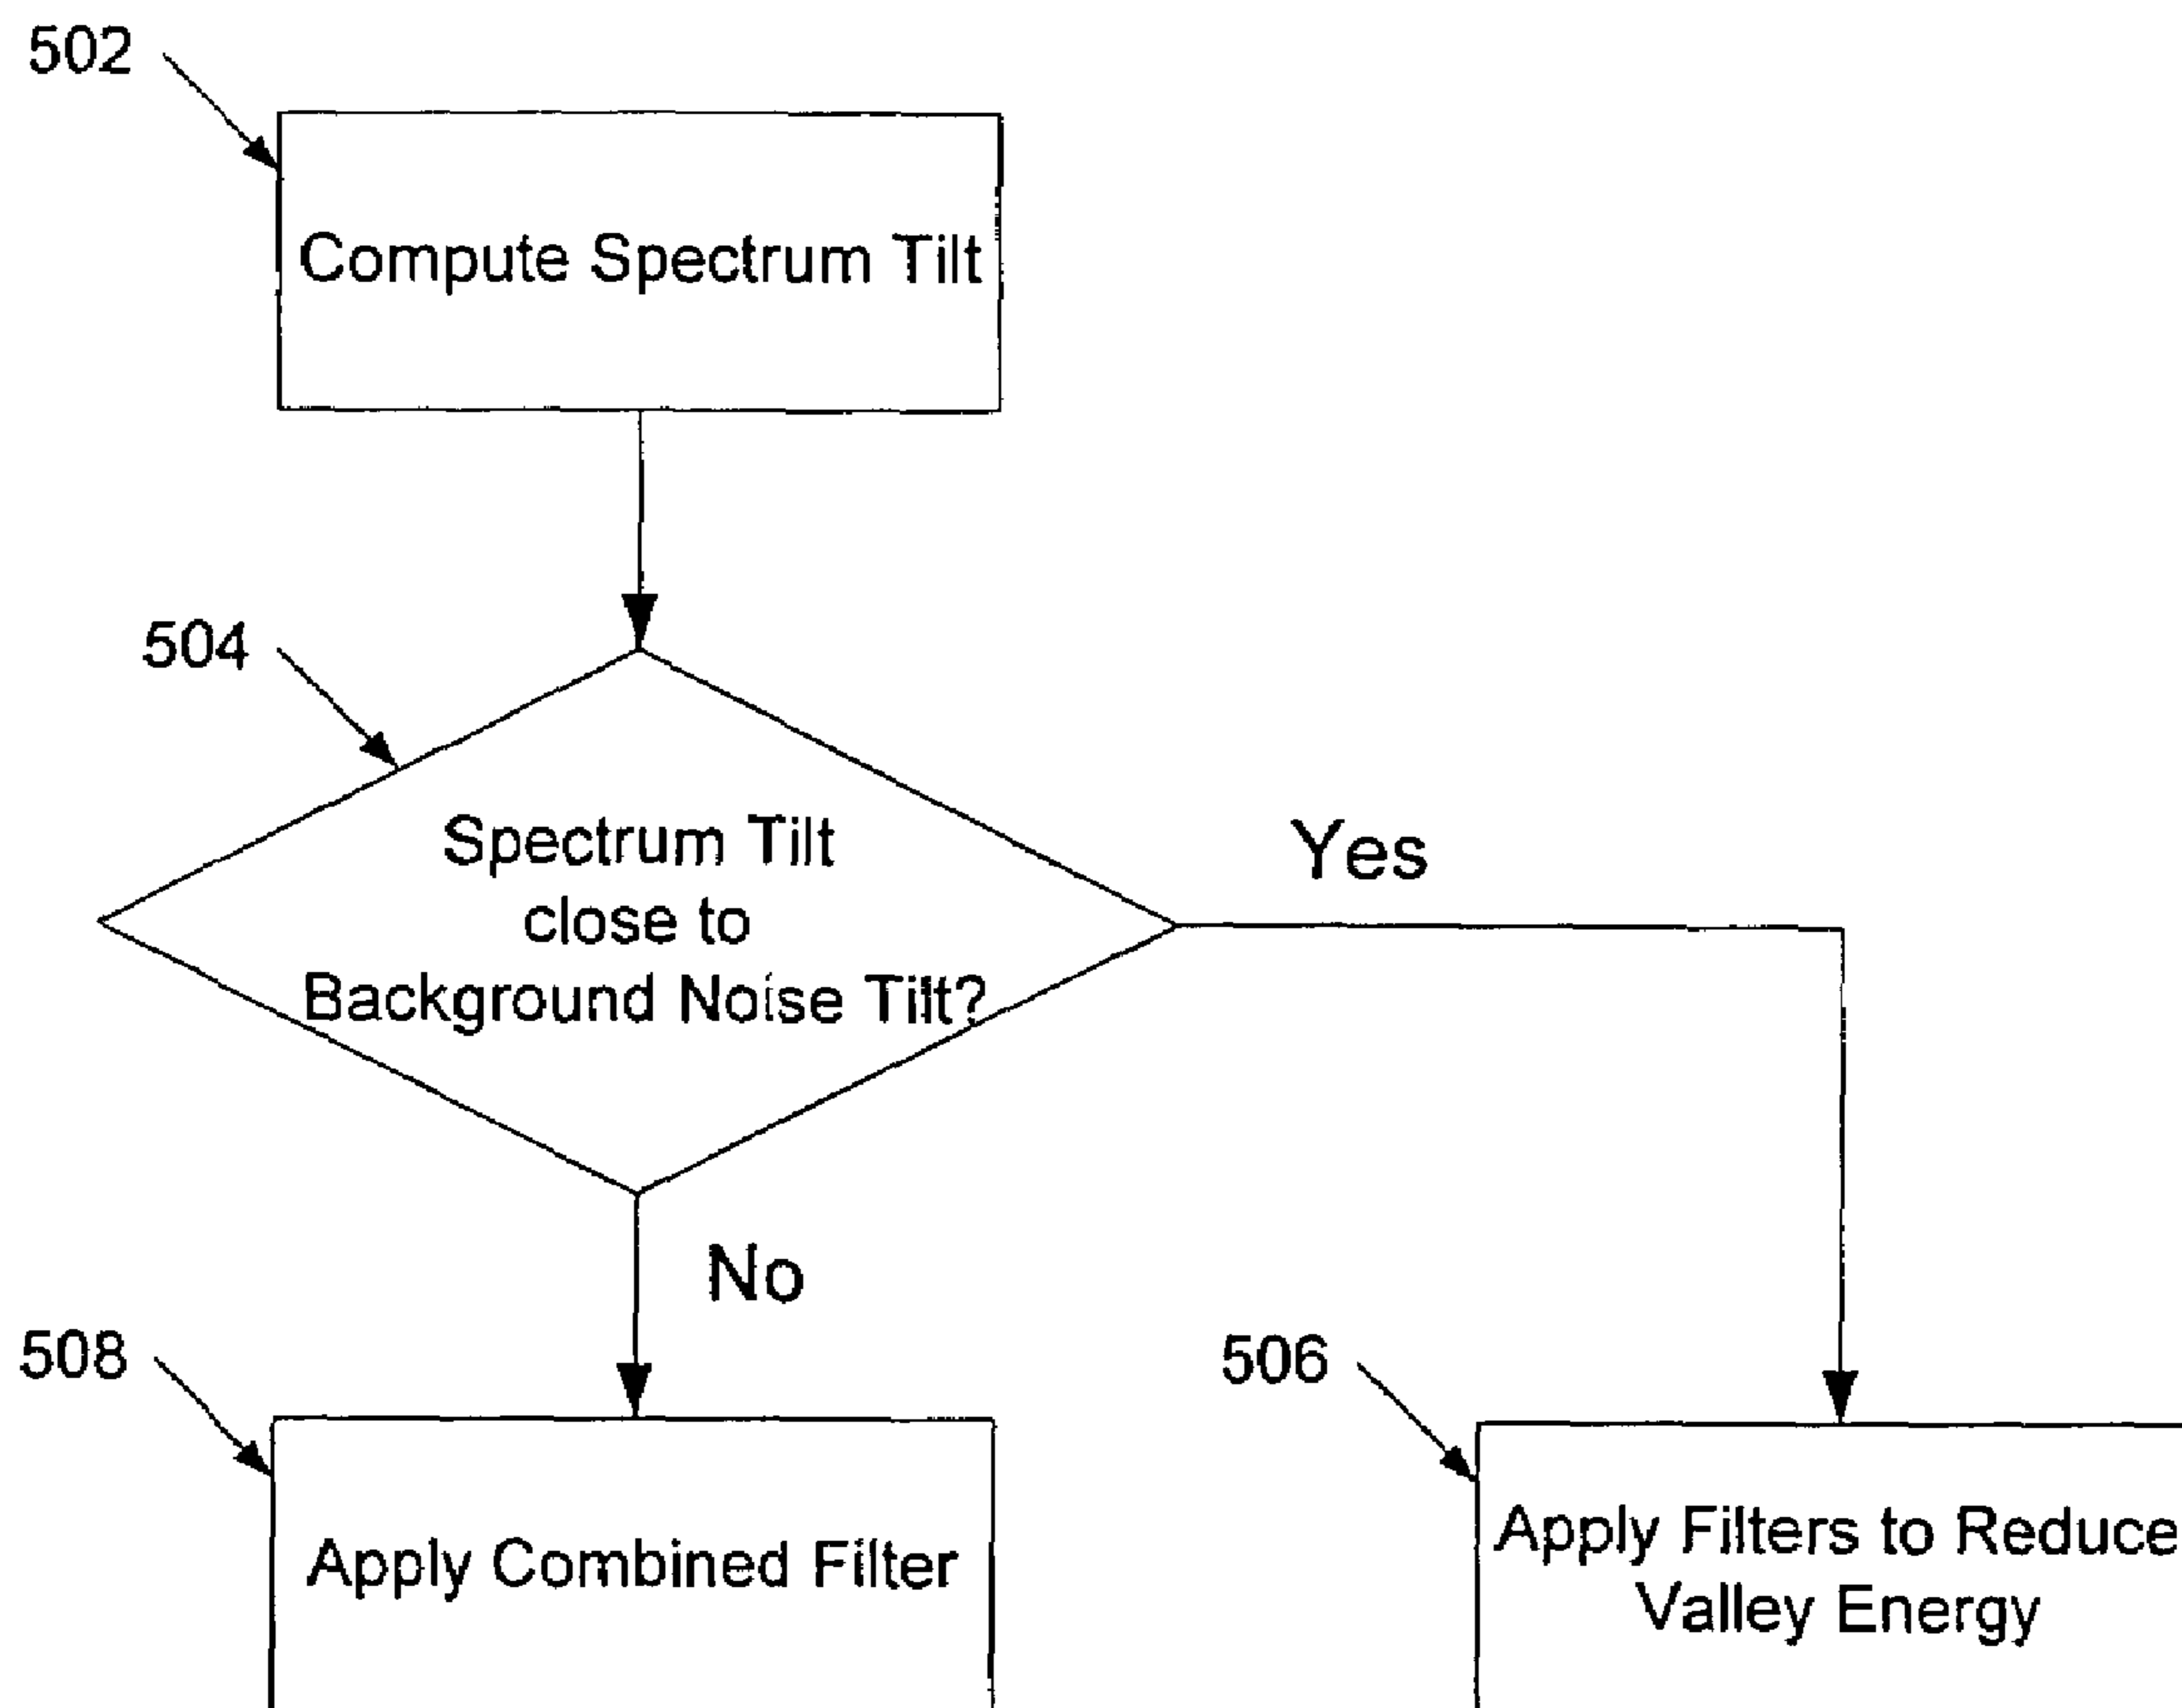 502
Compute Spectrum Tilt
504
Spectrum Tilt
close to
Background Noise Tilt?
Yes
No
508
Apply Combined Filter
506
Apply Filters to Reduce
Valley Energy